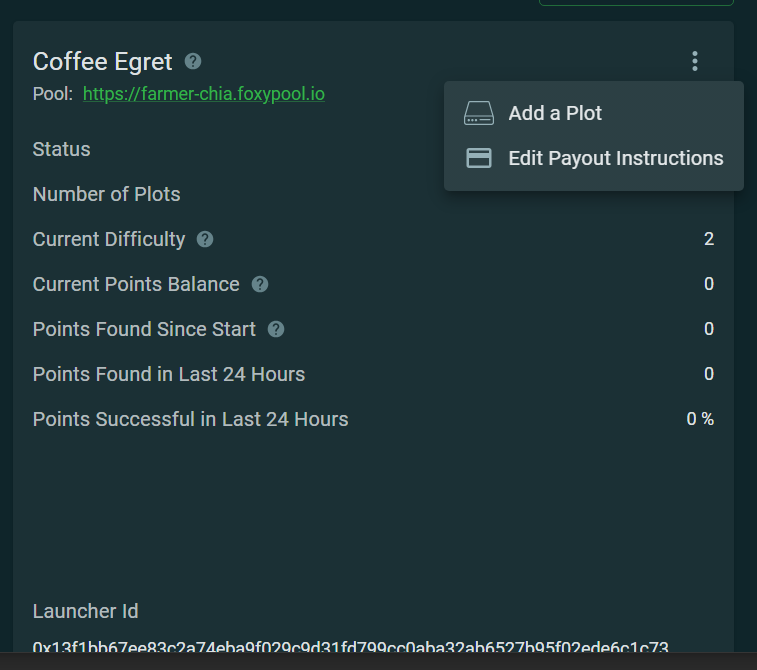 Coffee Egret
Pool: https://farmer-chia.foxypool.io
Add a Plot
Edit Payout Instructions
Status
Number of Plots
Current Difficulty 2
Current Points Balance 0
Points Found Since Start 0
Points Found in Last 24 Hours 0
Points Successful in Last 24 Hours 0 %
Launcher Id
0x13f1bb67ee83c2a74eba9f029c9d31fd799cc0aba32ab6527b95f02ede6c1c73